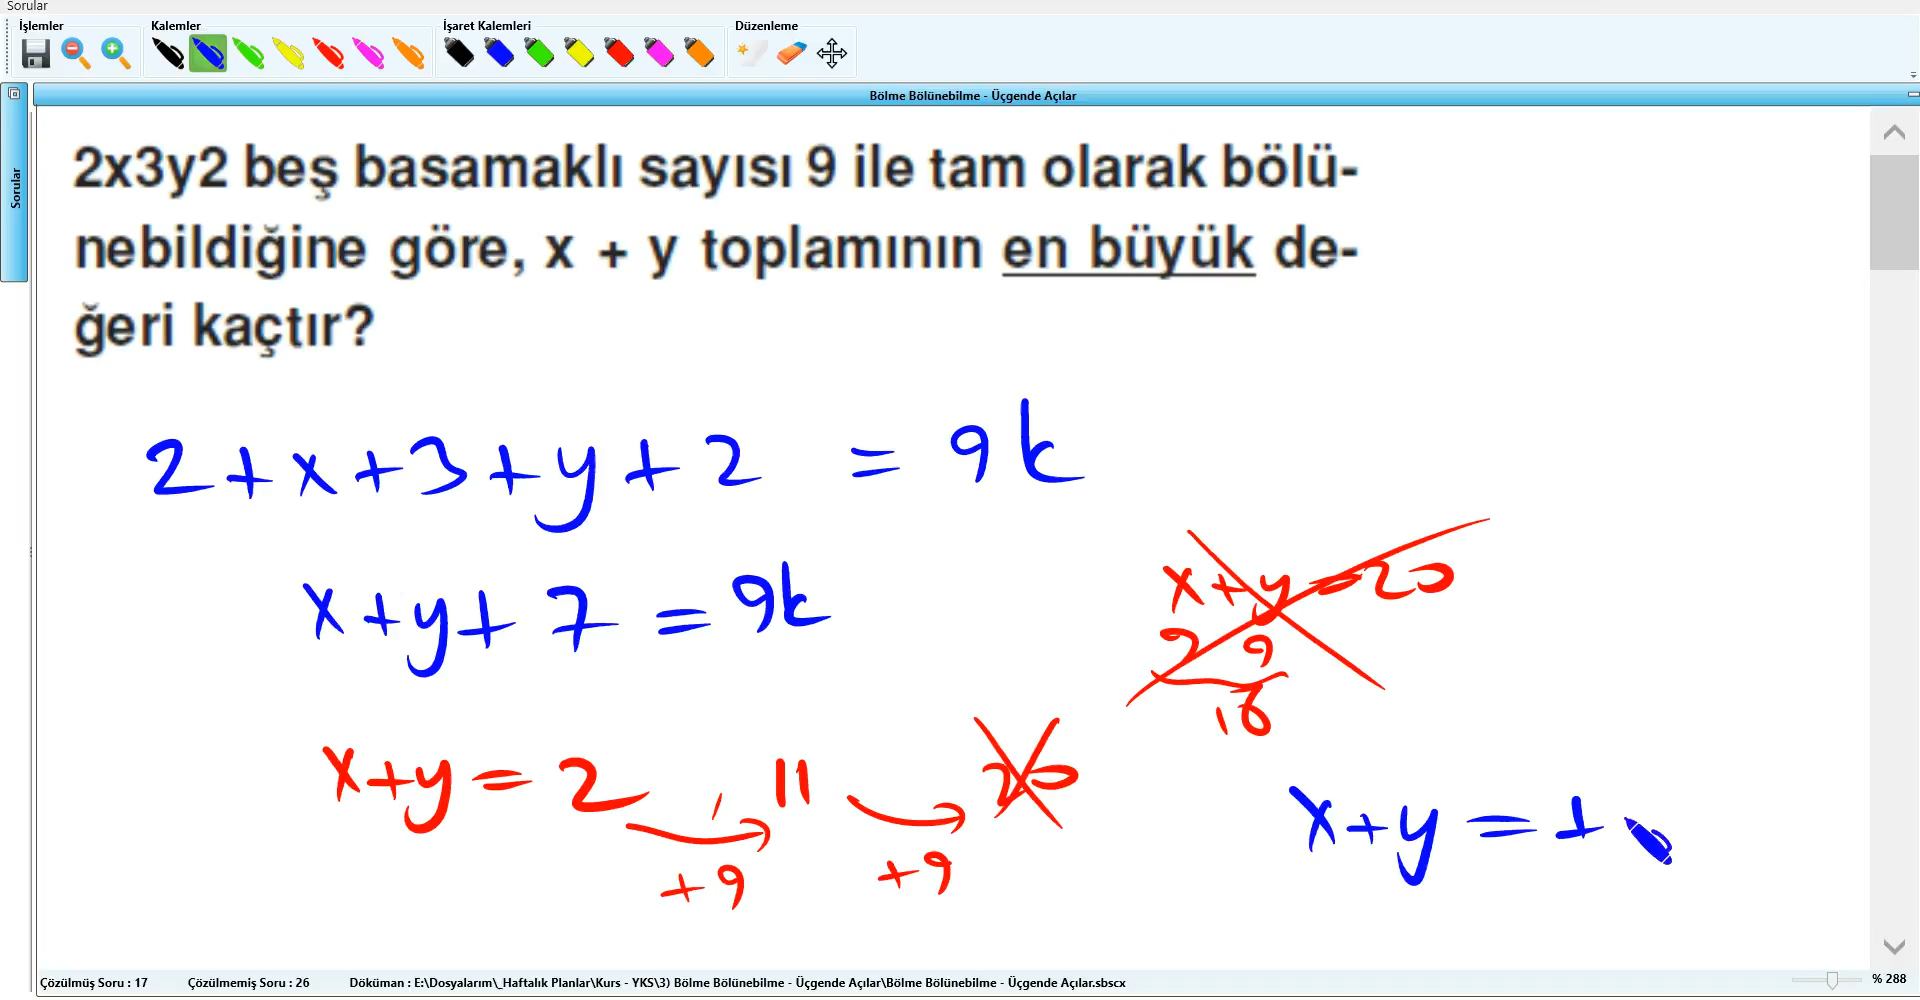 Sorular
İşlemler Kalemler İşaret Kalemleri Düzenleme
Bölme Bölünebilme - Üçgende Açılar
Sorular
2x3y2 beş basamaklı sayısı 9 ile tam olarak bölü-
nebildiğine göre, x + y toplamının en büyük de-
ğeri kaçtır?
2+x+3+y+2 = 9k
x+y+7 = 9k
x+y=20
9
18
x+y = 2, 11 20
+9 +9
x+y =
Çözülmüş Soru : 17 Çözülmemiş Soru : 26 Döküman : E:\Dosyalarım\_Haftalık Planlar\Kurs - YKS\3) Bölme Bölünebilme - Üçgende Açılar\Bölme Bölünebilme - Üçgende Açılar.sbscx % 288